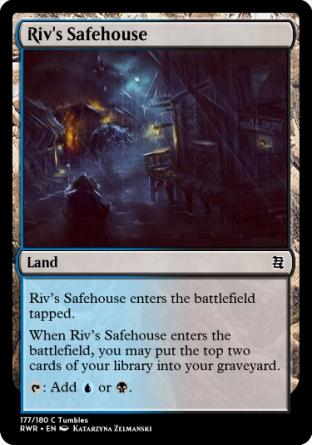 Riv's Safehouse
Land
Riv's Safehouse enters the battlefield
tapped.
When Riv's Safehouse enters the
battlefield, you may put the top two
cards of your library into your graveyard.
: Add or .
177/180 C Tumbles
RWR • EN Katarzyna Zelmanski